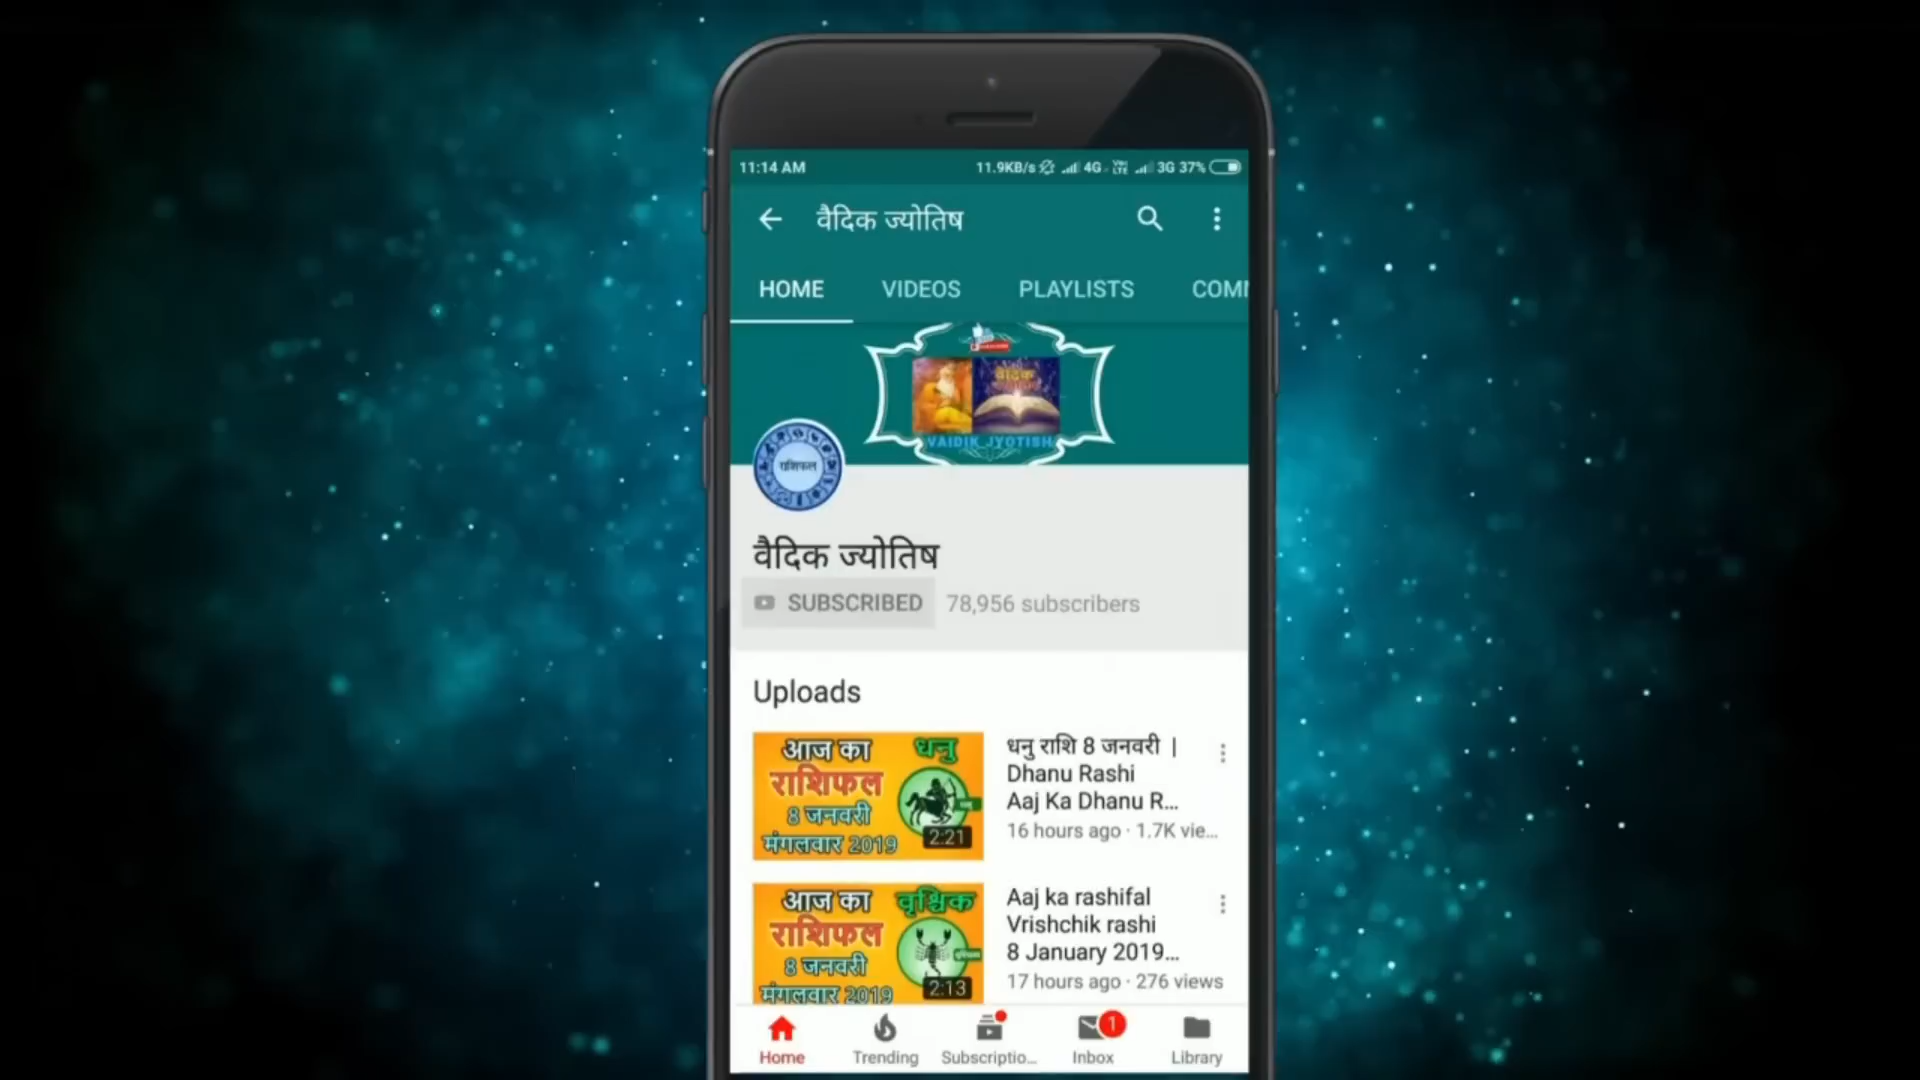 11:14 AM 11.9KB/s 4G VoLTE 3G 37%
वैदिक ज्योतिष
HOME VIDEOS PLAYLISTS COMM
वैदिक
VAIDIK JYOTISH
राशिफल
वैदिक ज्योतिष
SUBSCRIBED 78,956 subscribers
Uploads
आज का धनु
राशिफल
8 जनवरी
मंगलवार 2019
2:21
धनु राशि 8 जनवरी |
Dhanu Rashi
Aaj Ka Dhanu R...
16 hours ago · 1.7K vie...
आज का वृश्चिक
राशिफल
8 जनवरी
मंगलवार 2019
2:13
Aaj ka rashifal
Vrishchik rashi
8 January 2019...
17 hours ago · 276 views
1
Home Trending Subscriptio... Inbox Library